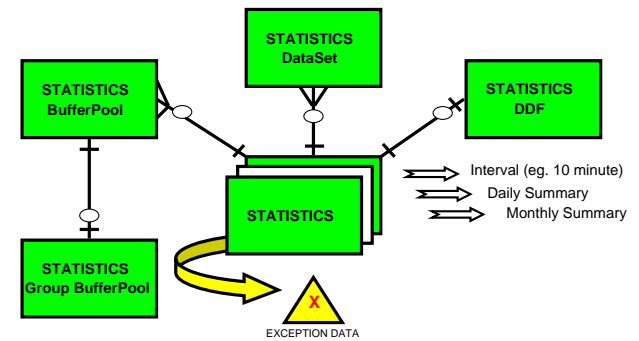 STATISTICS
DataSet
STATISTICS
BufferPool
STATISTICS
DDF
Interval (eg. 10 minute)
Daily Summary
Monthly Summary
STATISTICS
STATISTICS
Group BufferPool
X
EXCEPTION DATA